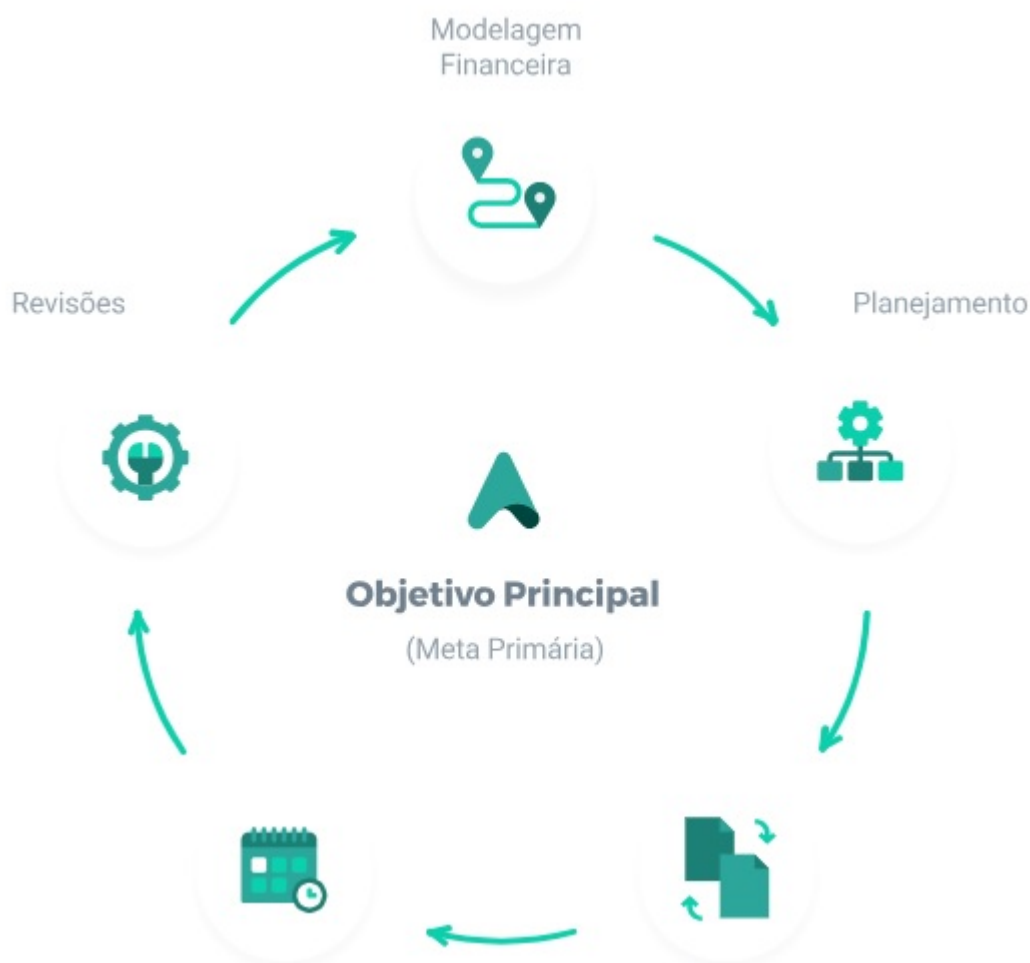 Modelagem
Financeira
Revisões
Planejamento
Objetivo Principal
(Meta Primária)